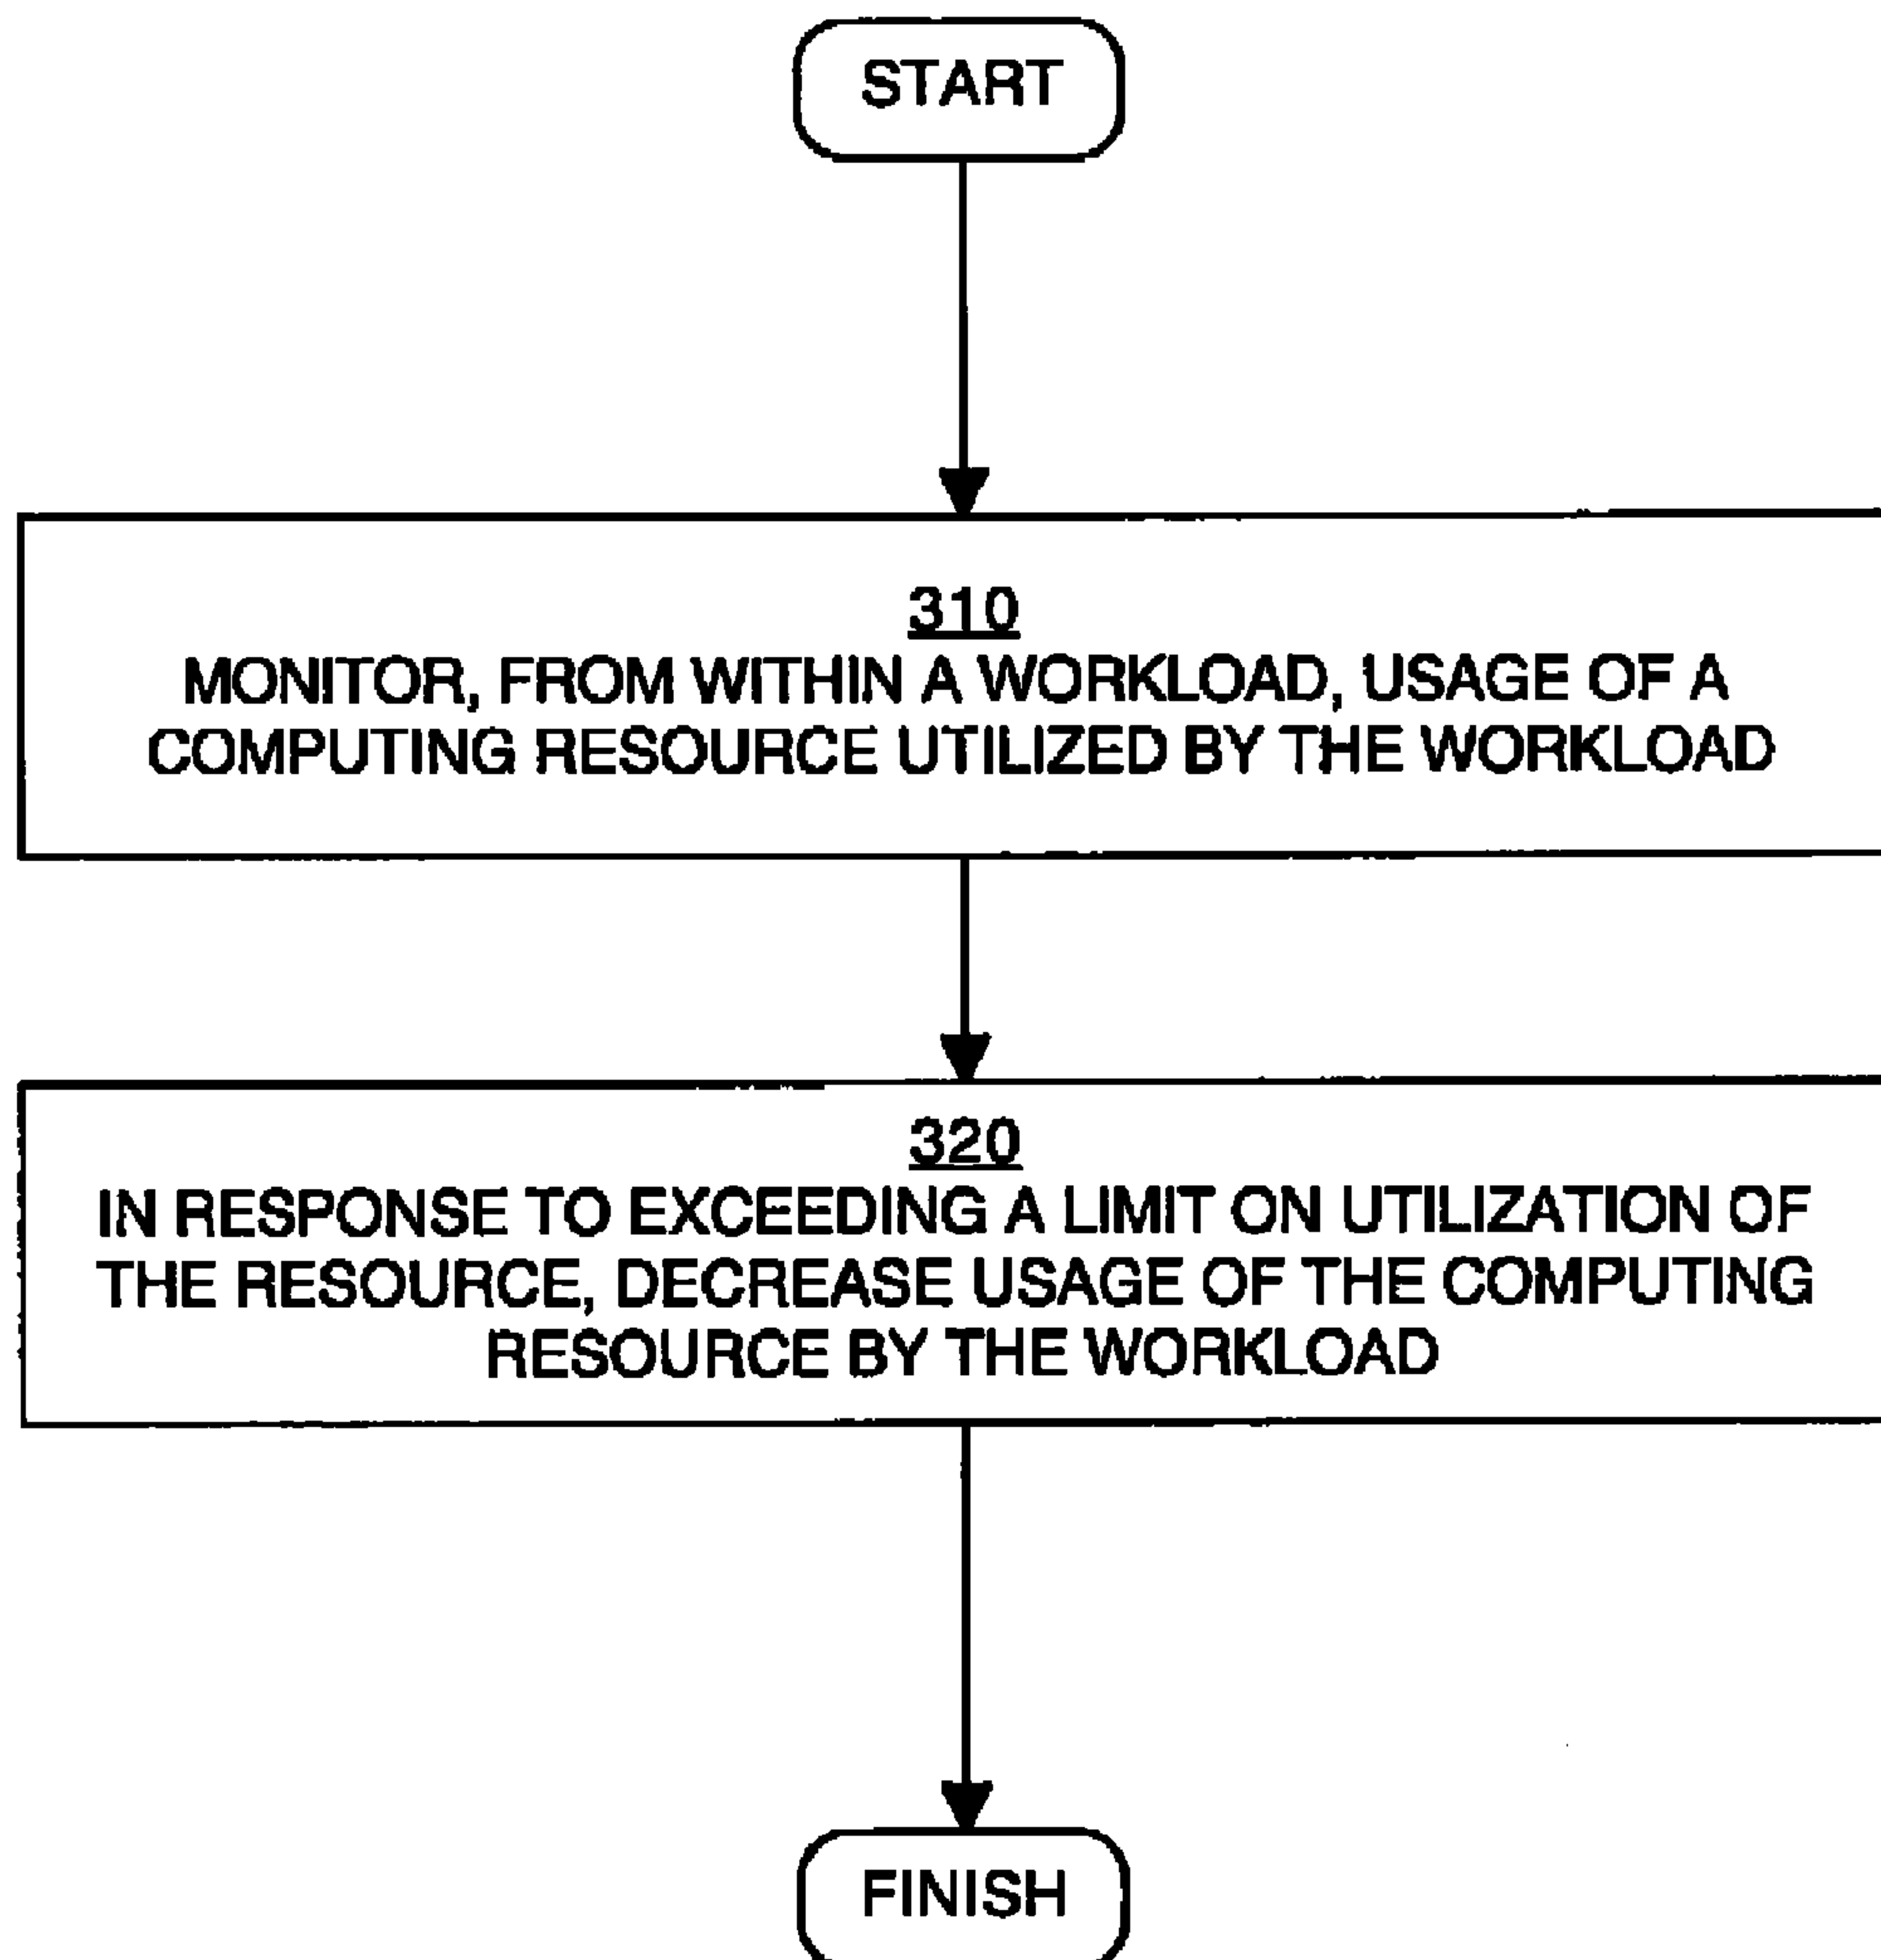 START
310
MONITOR, FROM WITHIN A WORKLOAD, USAGE OF A
COMPUTING RESOURCE UTILIZED BY THE WORKLOAD
320
IN RESPONSE TO EXCEEDING A LIMIT ON UTILIZATION OF
THE RESOURCE, DECREASE USAGE OF THE COMPUTING
RESOURCE BY THE WORKLOAD
FINISH